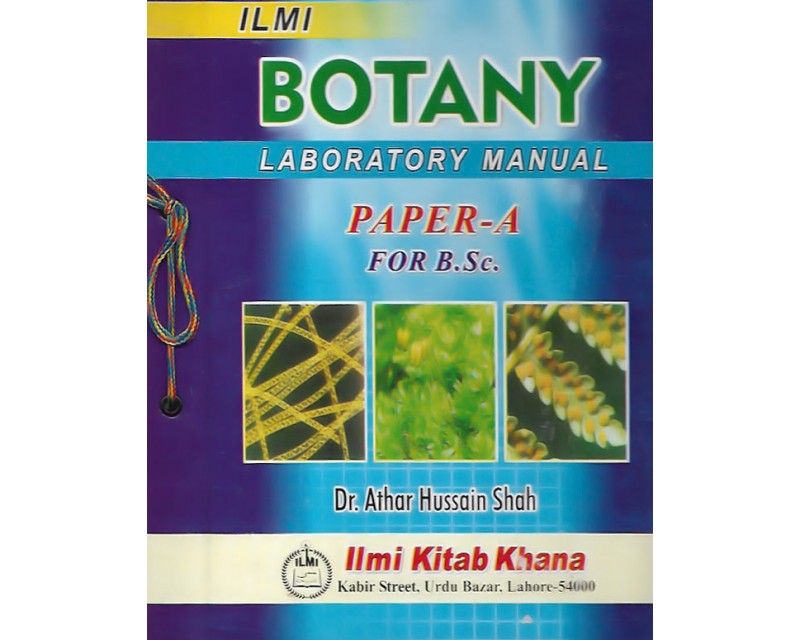 ILMI
BOTANY
LABORATORY MANUAL
PAPER-A
FOR B.Sc.
Dr. Athar Hussain Shah
ILMI
Ilmi Kitab Khana
Kabir Street, Urdu Bazar, Lahore-54000